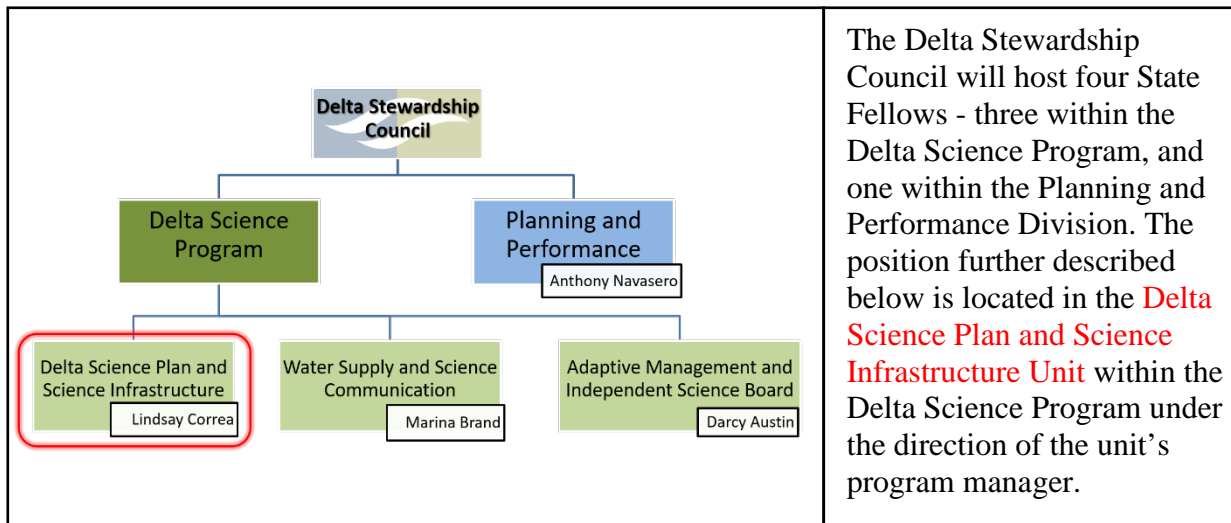 Delta Stewardship
Council
Delta Science
Program
Planning and
Performance
Anthony Navasero
Delta Science Plan and
Science Infrastructure
Lindsay Correa
Water Supply and Science
Communication
Marina Brand
Adaptive Management and
Independent Science Board
Darcy Austin
The Delta Stewardship
Council will host four State
Fellows - three within the
Delta Science Program, and
one within the Planning and
Performance Division. The
position further described
below is located in the Delta
Science Plan and Science
Infrastructure Unit within the
Delta Science Program under
the direction of the unit’s
program manager.